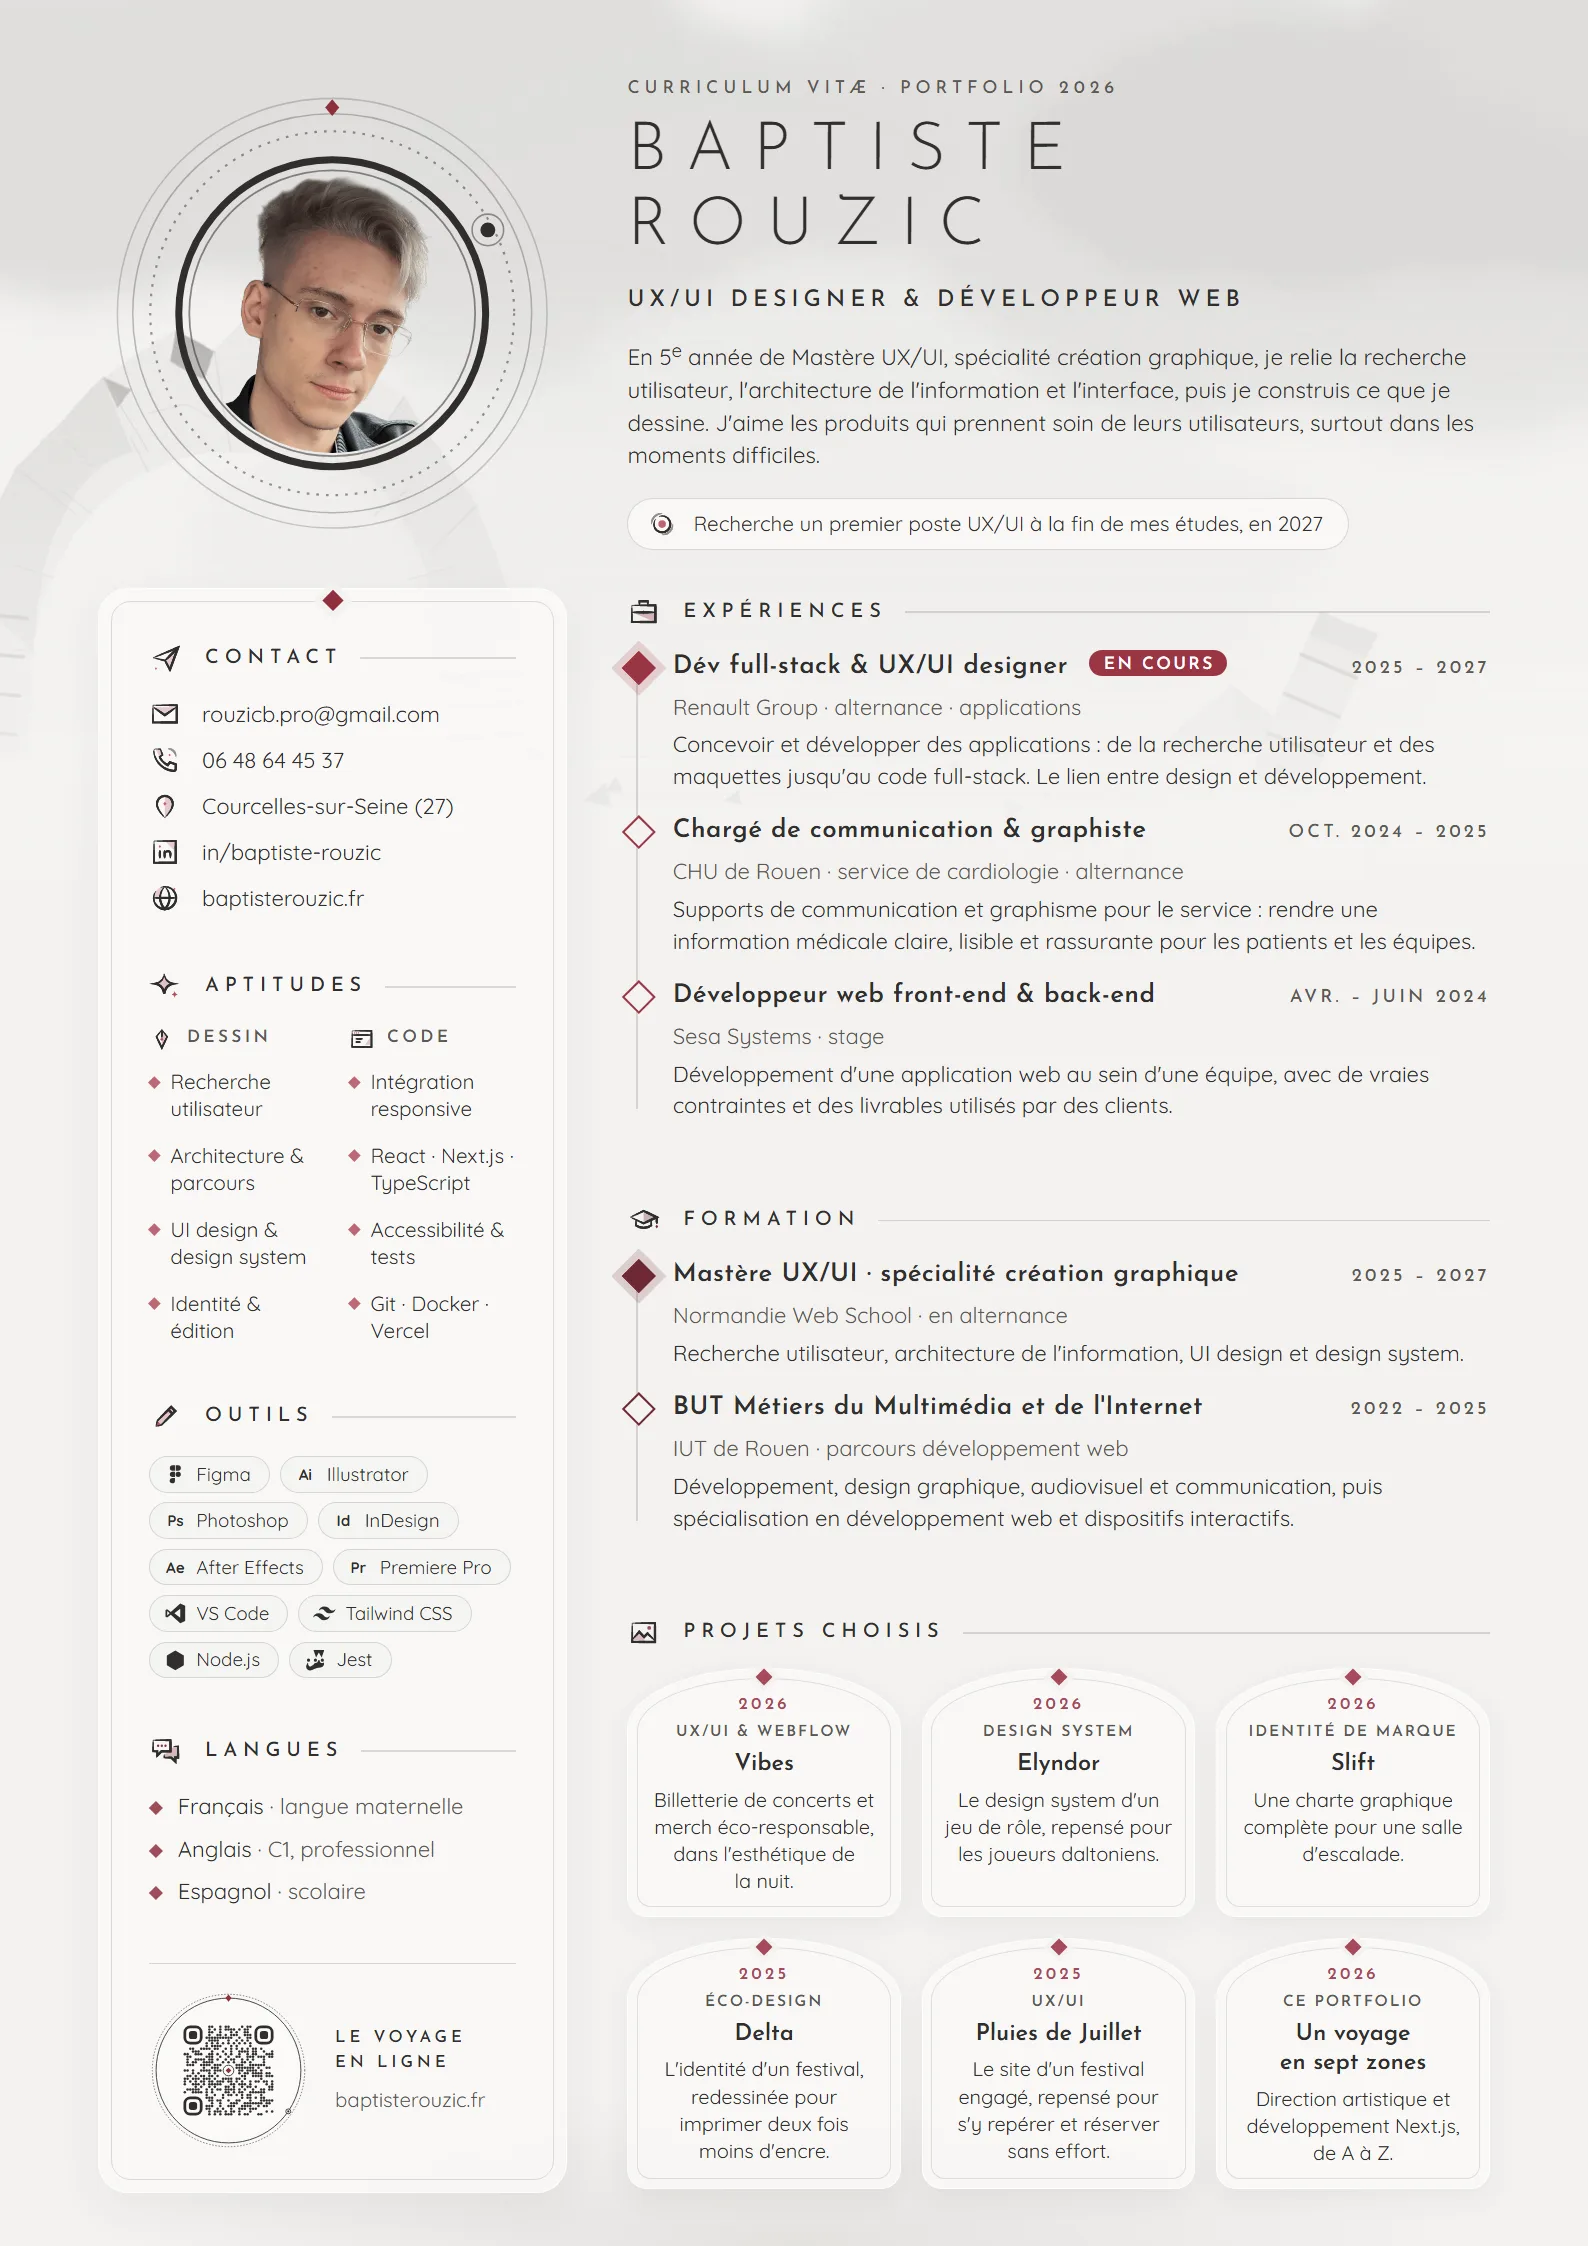 CURRICULUM VITÆ · PORTFOLIO 2026
BAPTISTE
ROUZIC
UX/UI DESIGNER & DÉVELOPPEUR WEB
En 5e année de Mastère UX/UI, spécialité création graphique, je relie la recherche
utilisateur, l'architecture de l'information et l'interface, puis je construis ce que je
dessine. J'aime les produits qui prennent soin de leurs utilisateurs, surtout dans les
moments difficiles.
Recherche un premier poste UX/UI à la fin de mes études, en 2027
CONTACT
rouzicb.pro@gmail.com
06 48 64 45 37
Courcelles-sur-Seine (27)
in
in/baptiste-rouzic
baptisterouzic.fr
APTITUDES
DESSIN
Recherche
utilisateur
Architecture &
parcours
UI design &
design system
Identité &
édition
CODE
Intégration
responsive
React · Next.js ·
TypeScript
Accessibilité &
tests
Git · Docker ·
Vercel
OUTILS
Figma
Ai Illustrator
Ps Photoshop
Id InDesign
Ae After Effects
Pr Premiere Pro
VS Code
Tailwind CSS
Node.js
Jest
LANGUES
Français · langue maternelle
Anglais · C1, professionnel
Espagnol · scolaire
LE VOYAGE
EN LIGNE
baptisterouzic.fr
EXPÉRIENCES
Dév full-stack & UX/UI designer EN COURS 2025 – 2027
Renault Group · alternance · applications
Concevoir et développer des applications : de la recherche utilisateur et des
maquettes jusqu'au code full-stack. Le lien entre design et développement.
Chargé de communication & graphiste OCT. 2024 – 2025
CHU de Rouen · service de cardiologie · alternance
Supports de communication et graphisme pour le service : rendre une
information médicale claire, lisible et rassurante pour les patients et les équipes.
Développeur web front-end & back-end AVR. – JUIN 2024
Sesa Systems · stage
Développement d'une application web au sein d'une équipe, avec de vraies
contraintes et des livrables utilisés par des clients.
FORMATION
Mastère UX/UI · spécialité création graphique 2025 – 2027
Normandie Web School · en alternance
Recherche utilisateur, architecture de l'information, UI design et design system.
BUT Métiers du Multimédia et de l'Internet 2022 – 2025
IUT de Rouen · parcours développement web
Développement, design graphique, audiovisuel et communication, puis
spécialisation en développement web et dispositifs interactifs.
PROJETS CHOISIS
2026
UX/UI & WEBFLOW
Vibes
Billetterie de concerts et
merch éco-responsable,
dans l'esthétique de
la nuit.
2026
DESIGN SYSTEM
Elyndor
Le design system d'un
jeu de rôle, repensé pour
les joueurs daltoniens.
2026
IDENTITÉ DE MARQUE
Slift
Une charte graphique
complète pour une salle
d'escalade.
2025
ÉCO-DESIGN
Delta
L'identité d'un festival,
redessinée pour
imprimer deux fois
moins d'encre.
2025
UX/UI
Pluies de Juillet
Le site d'un festival
engagé, repensé pour
s'y repérer et réserver
sans effort.
2026
CE PORTFOLIO
Un voyage
en sept zones
Direction artistique et
développement Next.js,
de A à Z.